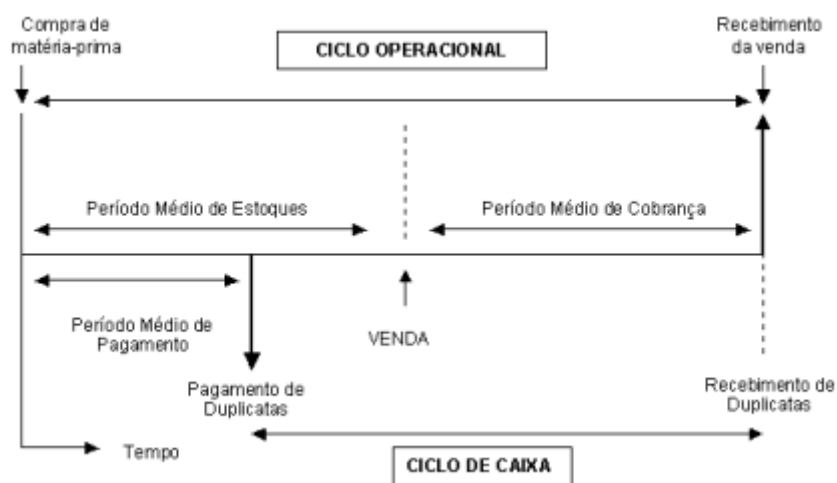 Compra de
matéria-prima
CICLO OPERACIONAL
Recebimento
da venda
Período Médio de Estoques
Período Médio de Cobrança
Período Médio de
Pagamento
VENDA
Pagamento de
Duplicatas
Recebimento de
Duplicatas
Tempo
CICLO DE CAIXA